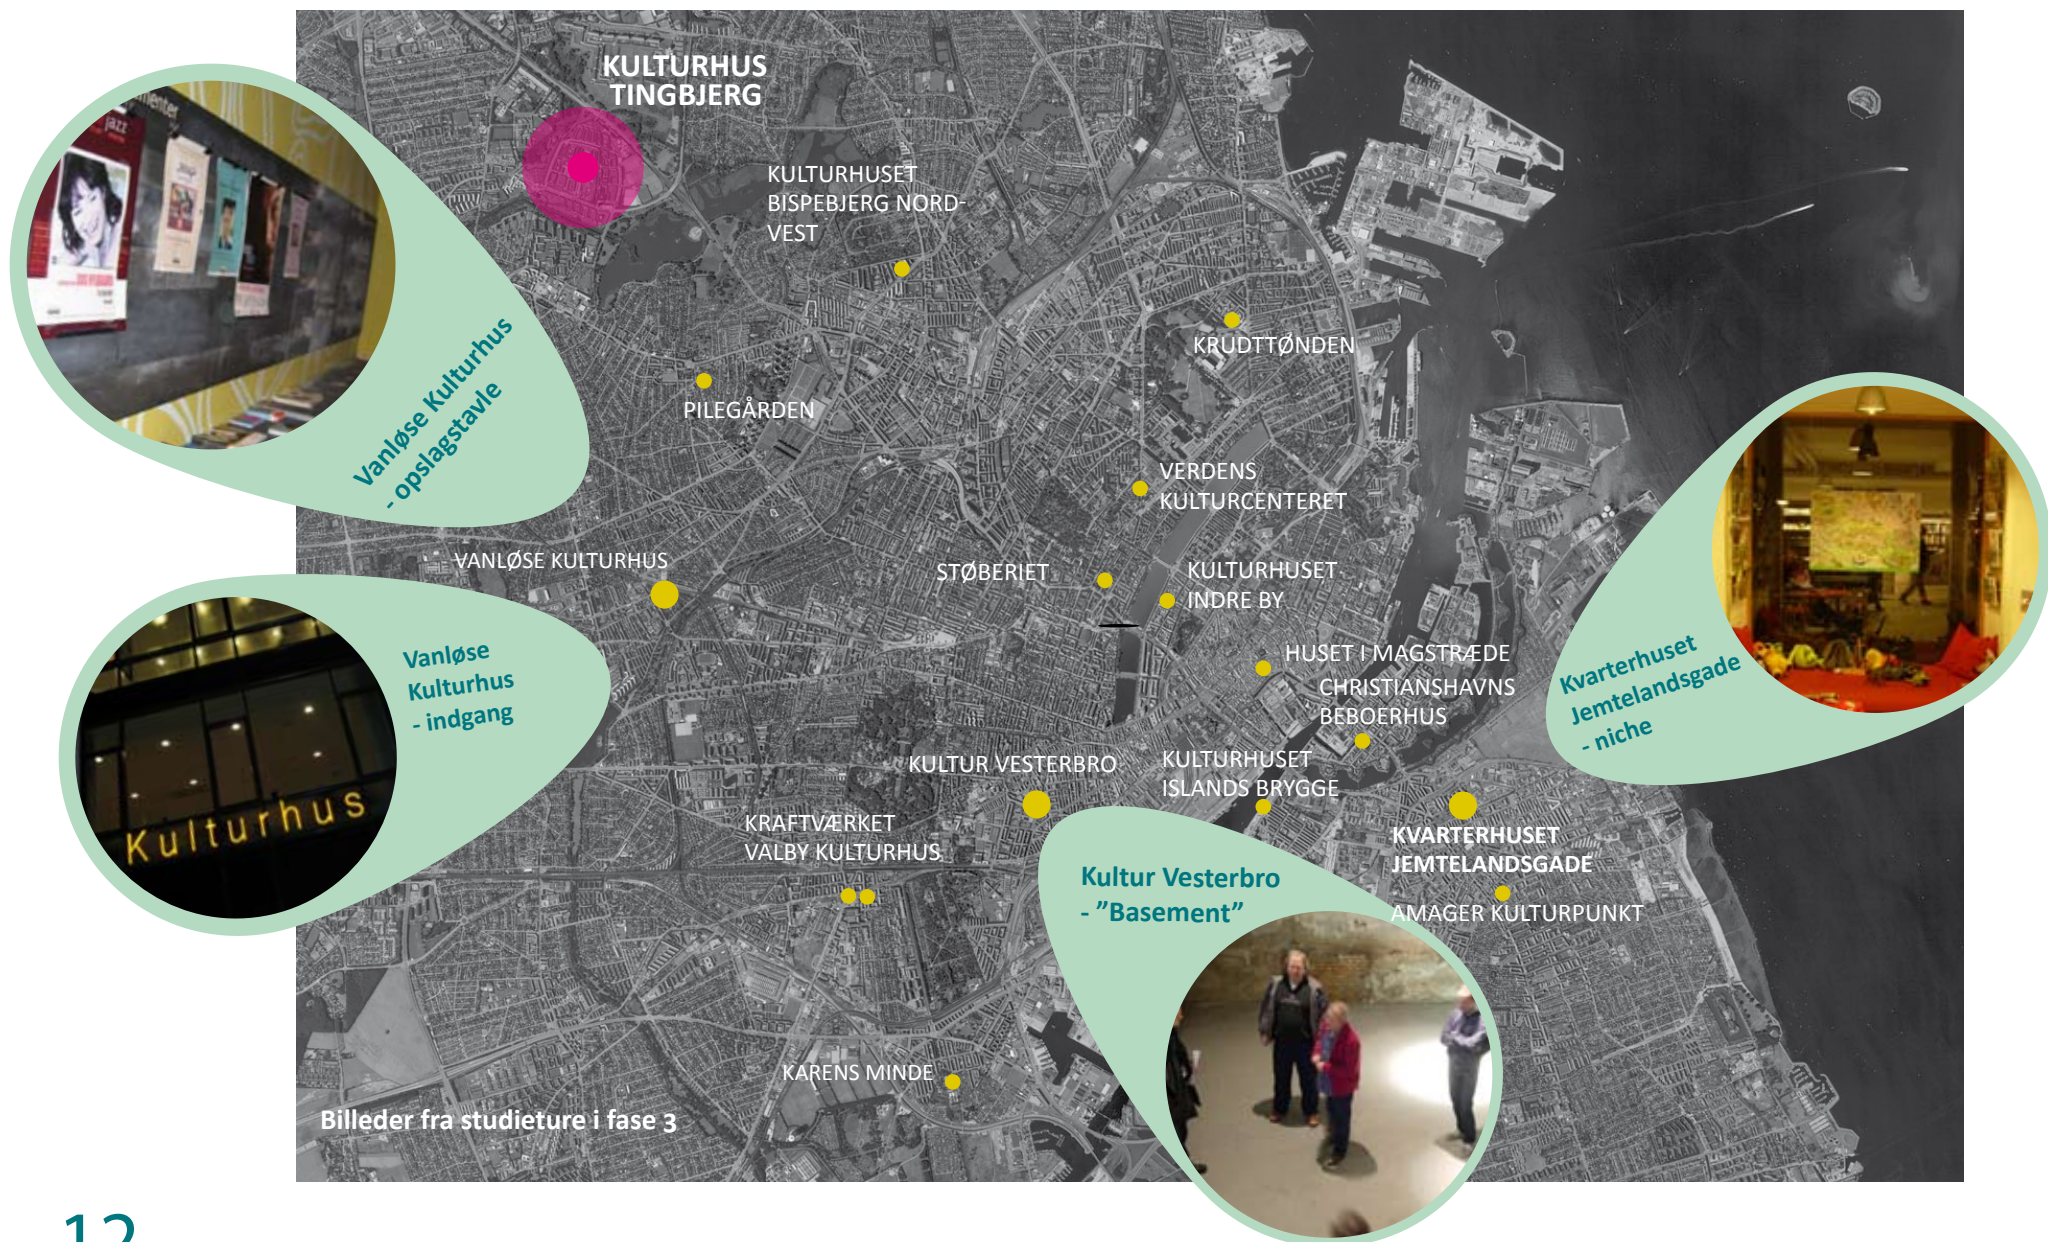 KULTURHUS
TINGBJERG
jazz
KULTURHUSET
BISPEBJERG NORD-
VEST
KRUDTTØNDEN
PILEGÅRDEN
Vanløse Kulturhus
- opslagstavle
VERDENS
KULTURCENTERET
VANLØSE KULTURHUS
STØBERIET
KULTURHUSET
INDRE BY
Vanløse
Kulturhus
- indgang
Kulturhus
HUSET I MAGSTRÆDE
CHRISTIANSHAVNS
BEBOERHUS
Kvarterhuset
Jemtelandsgade
- niche
KULTUR VESTERBRO
KULTURHUSET
ISLANDS BRYGGE
KRAFTVÆRKET
VALBY KULTURHUS
KVARTERHUSET
JEMTELANDSGADE
Kultur Vesterbro
- ”Basement”
AMAGER KULTURPUNKT
KARENS MINDE
Billeder fra studieture i fase 3
12